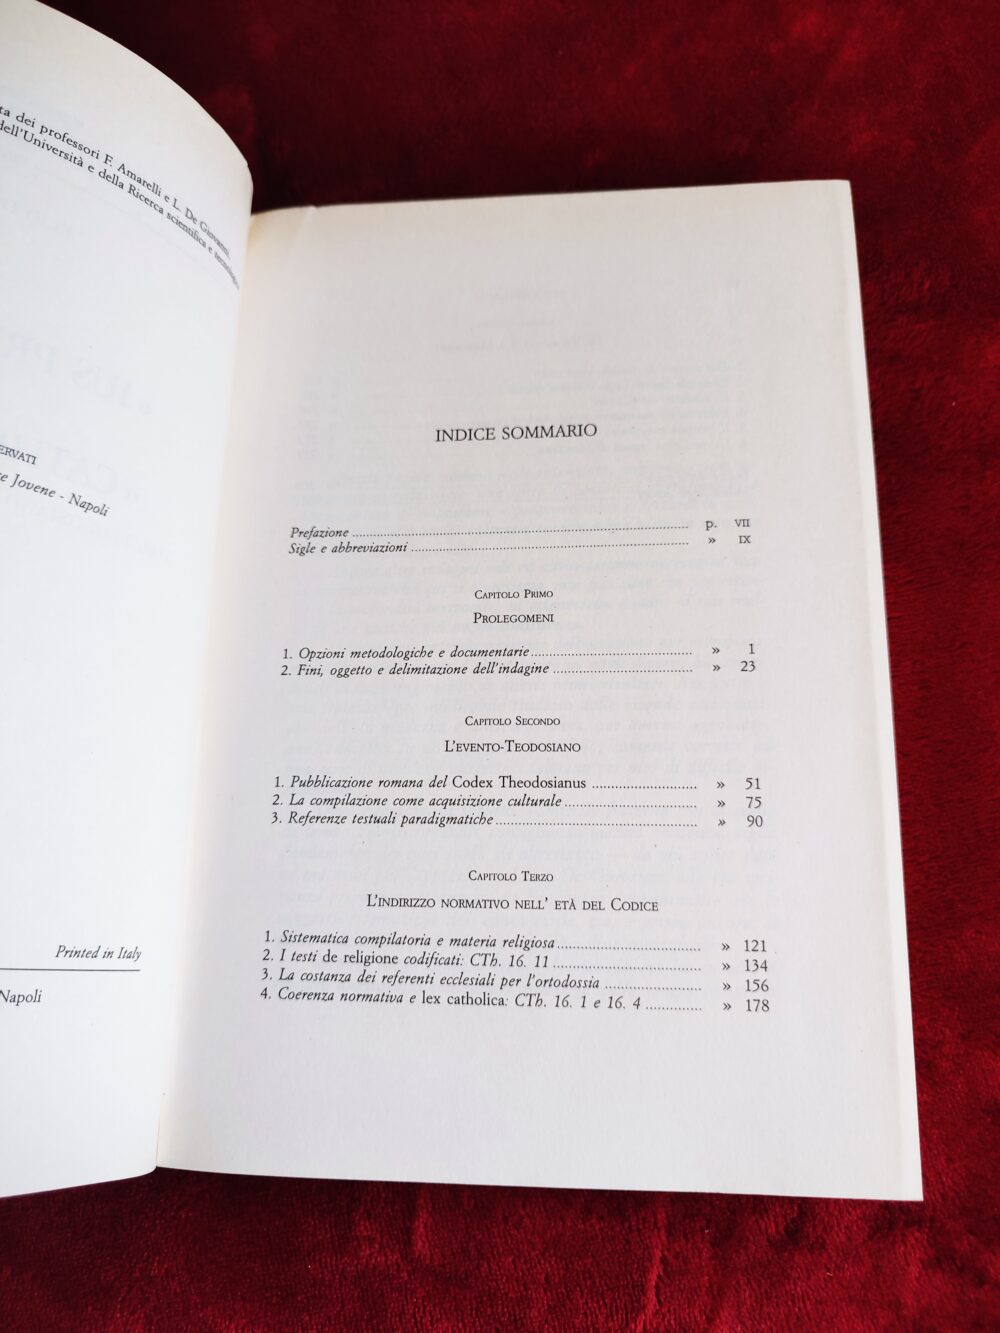 ta dei professori F. Amarelli e L. De Giovanni,
dell'Università e della Ricerca scientifica e tecnologica
« IUS PR
« CAT
ERVATI
e Jovene - Napoli
Printed in Italy
Napoli
INDICE SOMMARIO
Prefazione ........ p. VII
Sigle e abbreviazioni ........ » IX
Capitolo Primo
Prolegomeni
1. Opzioni metodologiche e documentarie ........ » 1
2. Fini, oggetto e delimitazione dell'indagine ........ » 23
Capitolo Secondo
L'evento-Teodosiano
1. Pubblicazione romana del Codex Theodosianus ........ » 51
2. La compilazione come acquisizione culturale ........ » 75
3. Referenze testuali paradigmatiche ........ » 90
Capitolo Terzo
L'indirizzo normativo nell' età del Codice
1. Sistematica compilatoria e materia religiosa ........ » 121
2. I testi de religione codificati: CTh. 16. 11 ........ » 134
3. La costanza dei referenti ecclesiali per l'ortodossia ........ » 156
4. Coerenza normativa e lex catholica: CTh. 16. 1 e 16. 4 ........ » 178